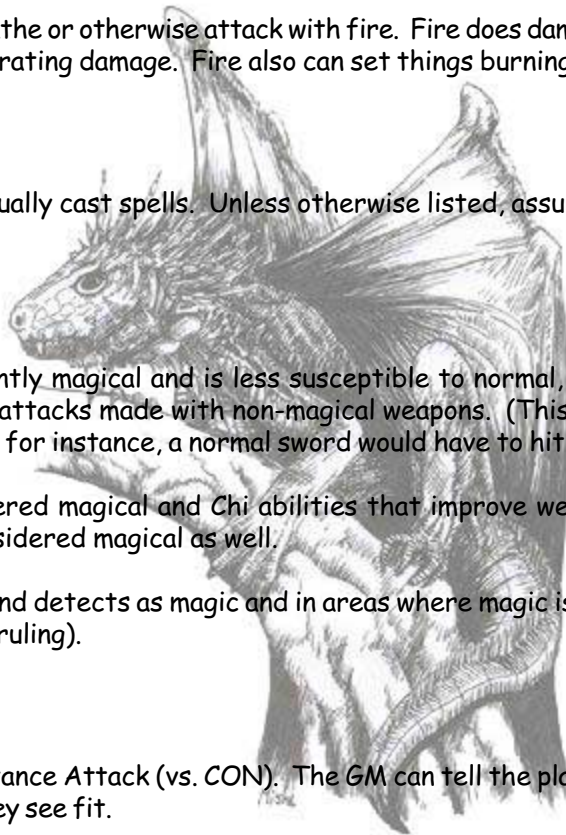 the or otherwise attack with fire. Fire does dam
rating damage. Fire also can set things burning
ually cast spells. Unless otherwise listed, assu
ntly magical and is less susceptible to normal,
attacks made with non-magical weapons. (This
for instance, a normal sword would have to hit
ered magical and Chi abilities that improve we
sidered magical as well.
nd detects as magic and in areas where magic is
ruling).
ance Attack (vs. CON). The GM can tell the pla
ey see fit.